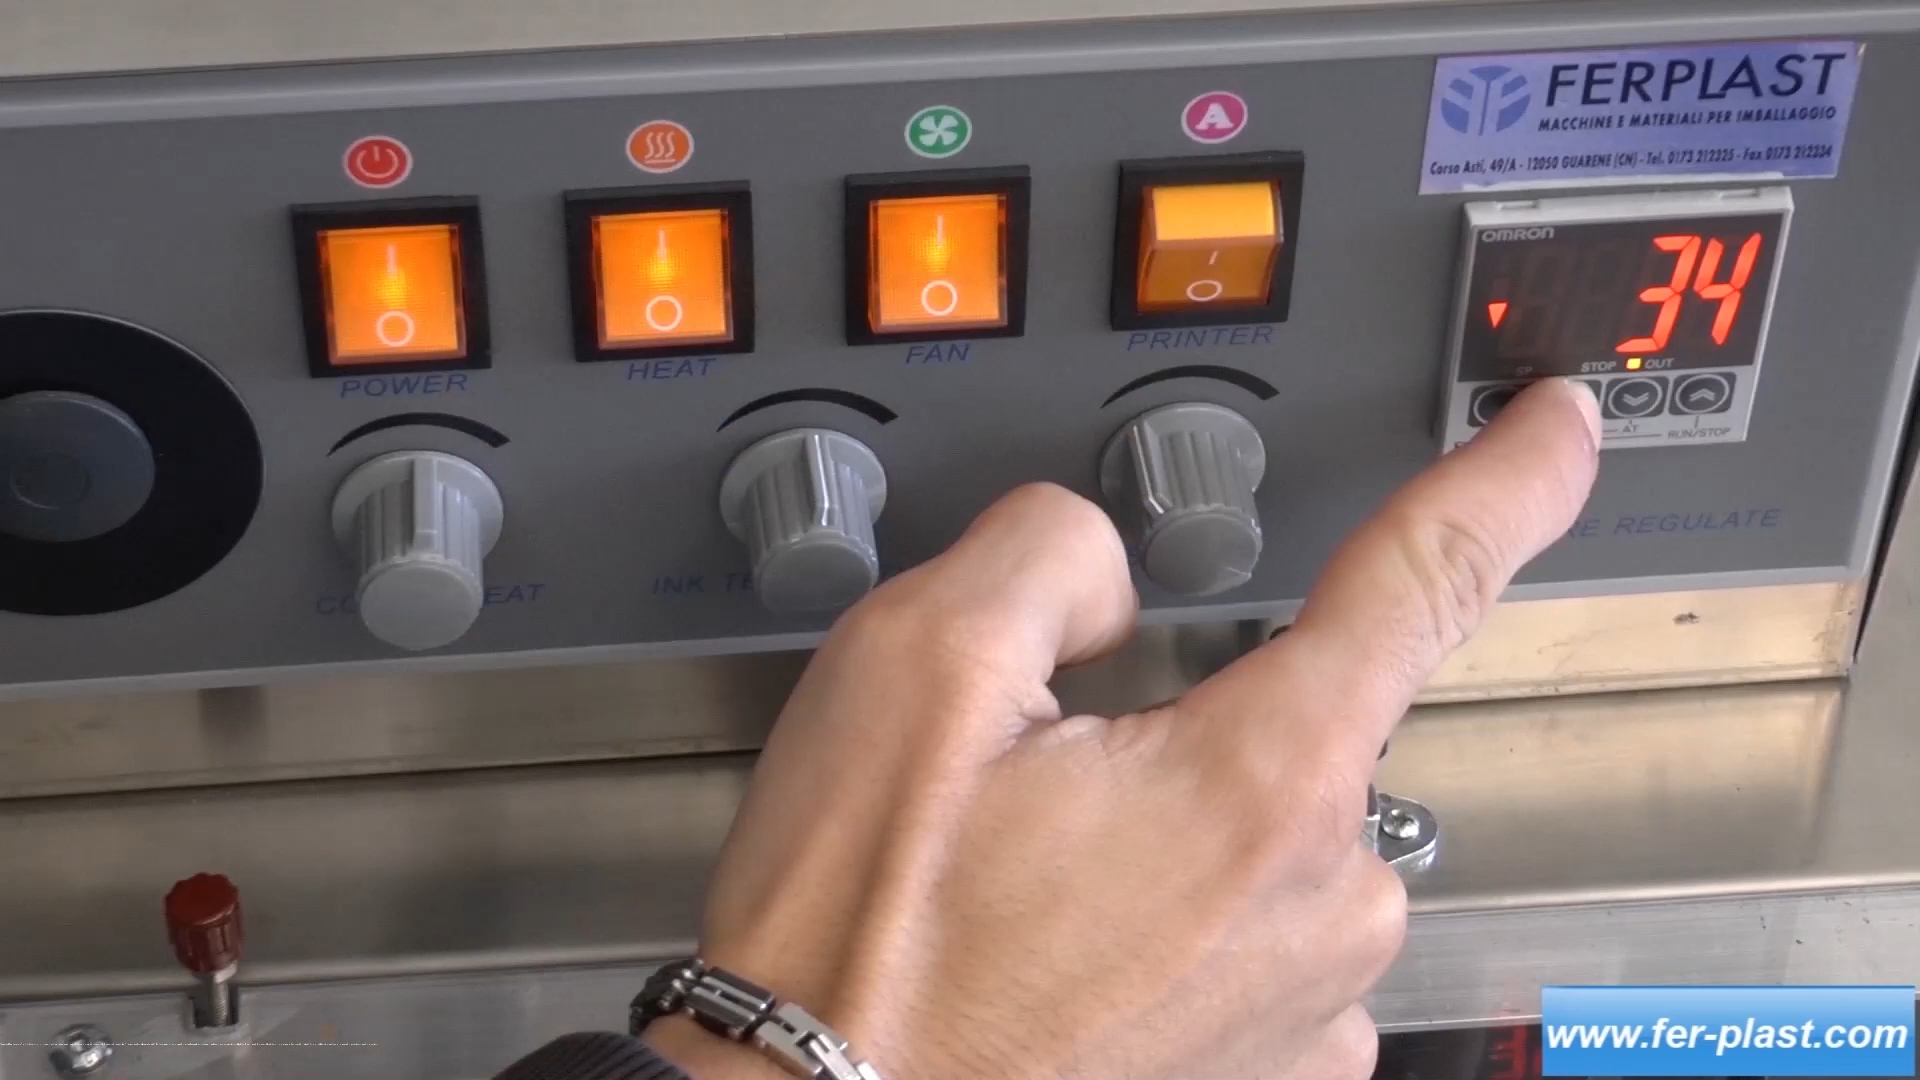 FERPLAST
MACCHINE E MATERIALI PER IMBALLAGGIO
Corso Asti, 49/A - 12050 GUARENE (CN) - Tel. 0173 212325 - Fax 0173 212334
A
OMRON
34
SP STOP OUT
AT
RUN/STOP
POWER
HEAT
FAN
PRINTER
INK
REGULATE
www.fer-plast.com